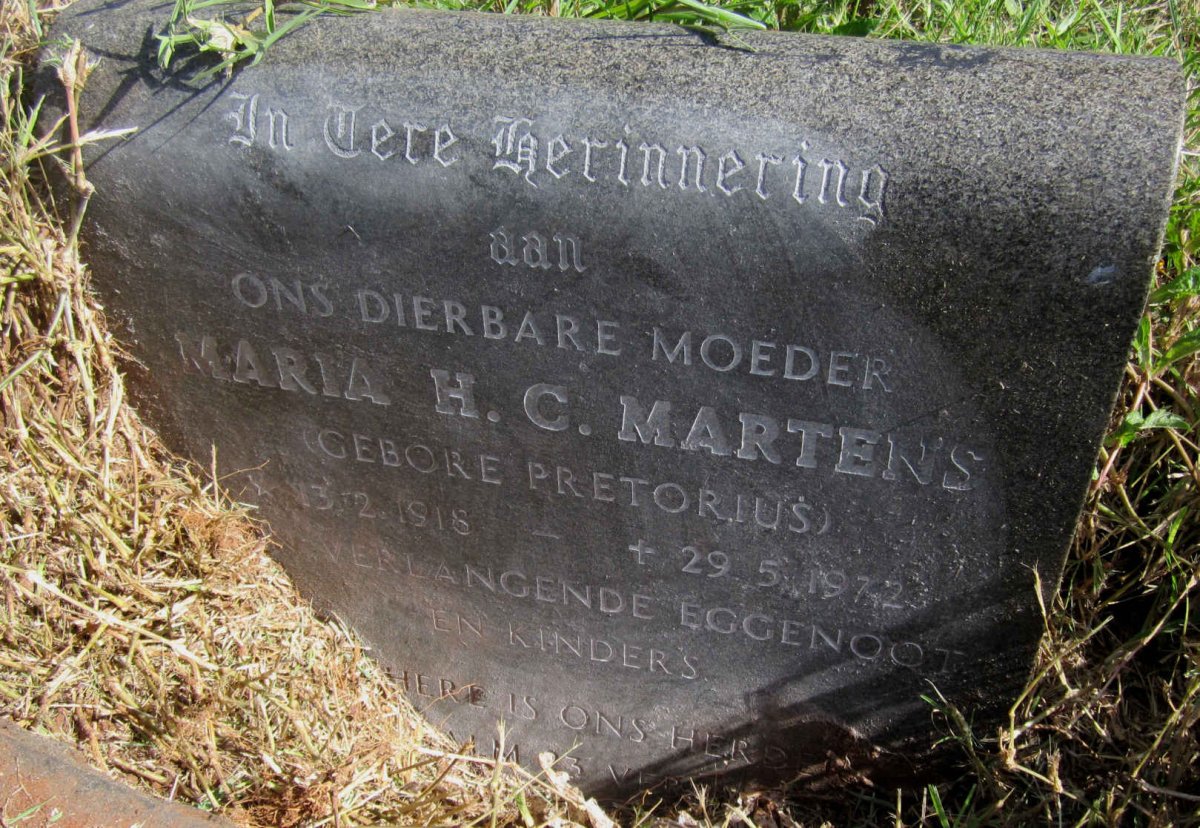 In Tere Herinnering
aan
ONS DIERBARE MOEDER
MARIA H. C. MARTENS
(GEBORE PRETORIUS)
* 13.2.1918 — + 29.5.1972
VERLANGENDE EGGENOOT
EN KINDERS
HERE IS ONS HERDER
23